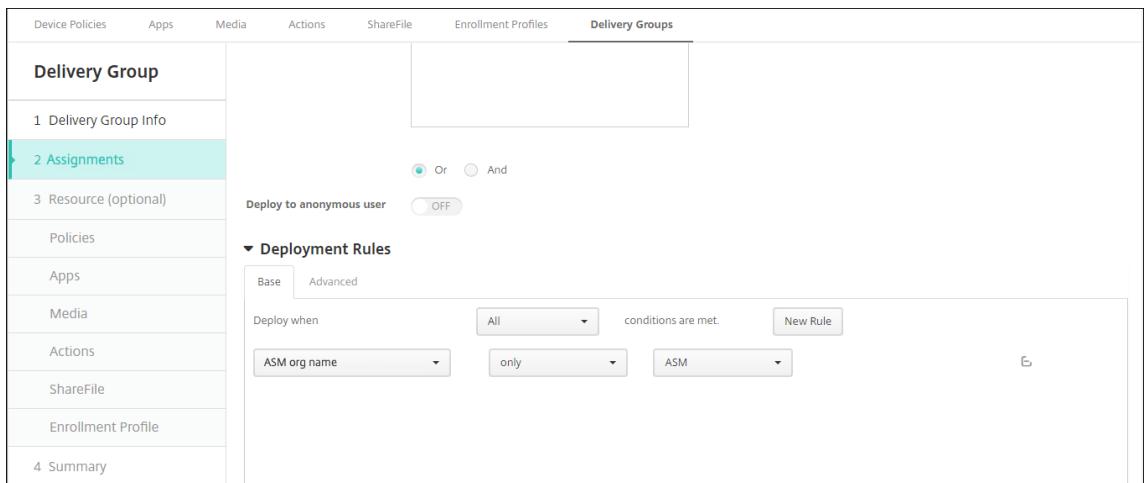 Device Policies Apps Media Actions ShareFile Enrollment Profiles Delivery Groups
Delivery Group
1 Delivery Group Info
2 Assignments
3 Resource (optional)
Policies
Apps
Media
Actions
ShareFile
Enrollment Profile
4 Summary
Or And
Deploy to anonymous user OFF
Deployment Rules
Base Advanced
Deploy when All conditions are met. New Rule
ASM org name only ASM